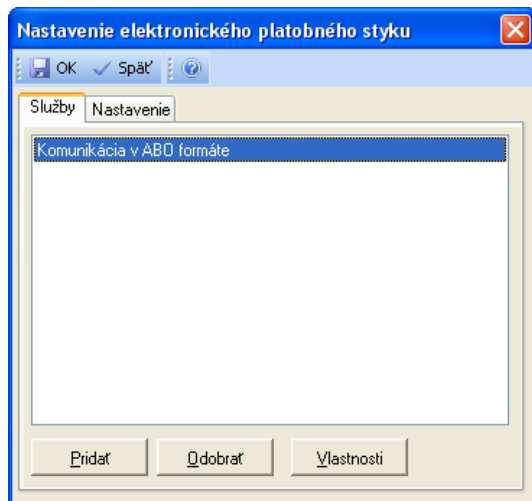 Nastavenie elektronického platobného styku
OK Späť
Služby Nastavenie
Komunikácia v ABO formáte
Pridať Odobrať Vlastnosti